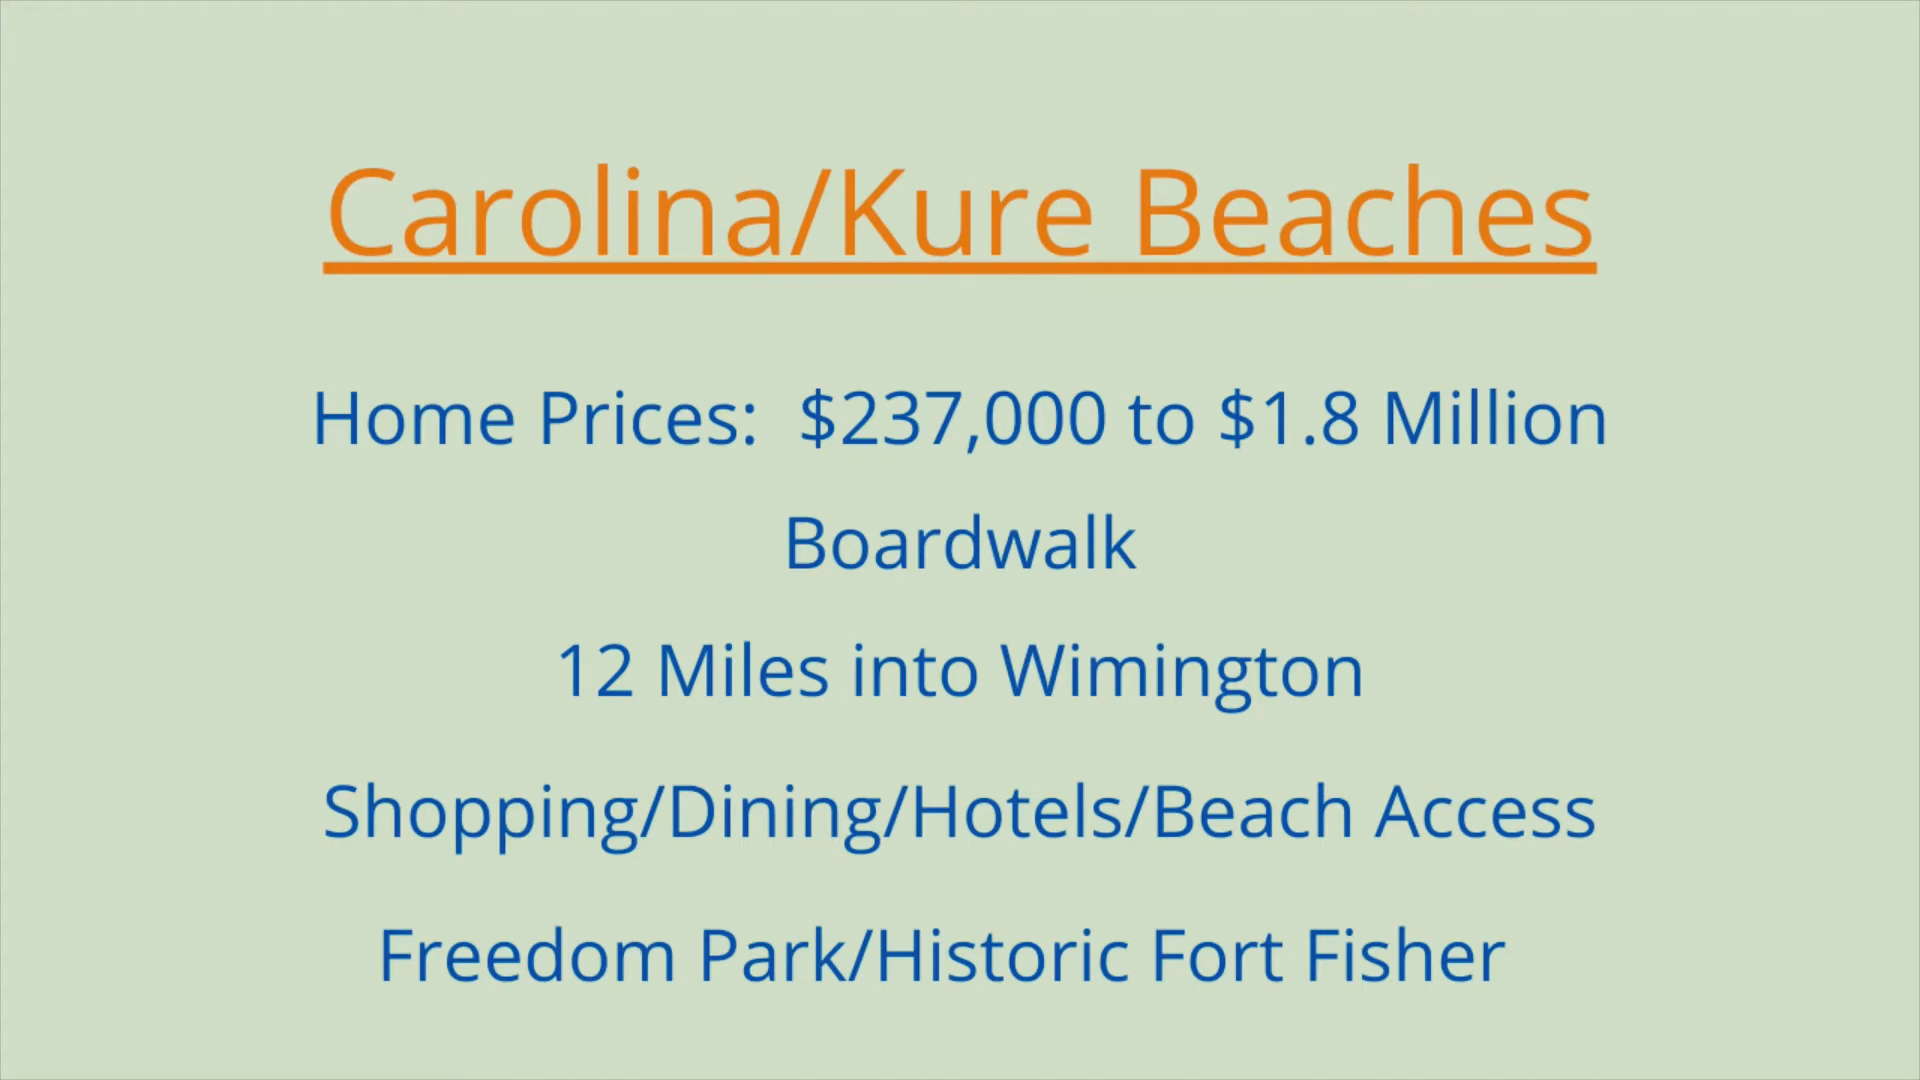 Carolina/Kure Beaches
Home Prices:  $237,000 to $1.8 Million
Boardwalk
12 Miles into Wimington
Shopping/Dining/Hotels/Beach Access
Freedom Park/Historic Fort Fisher